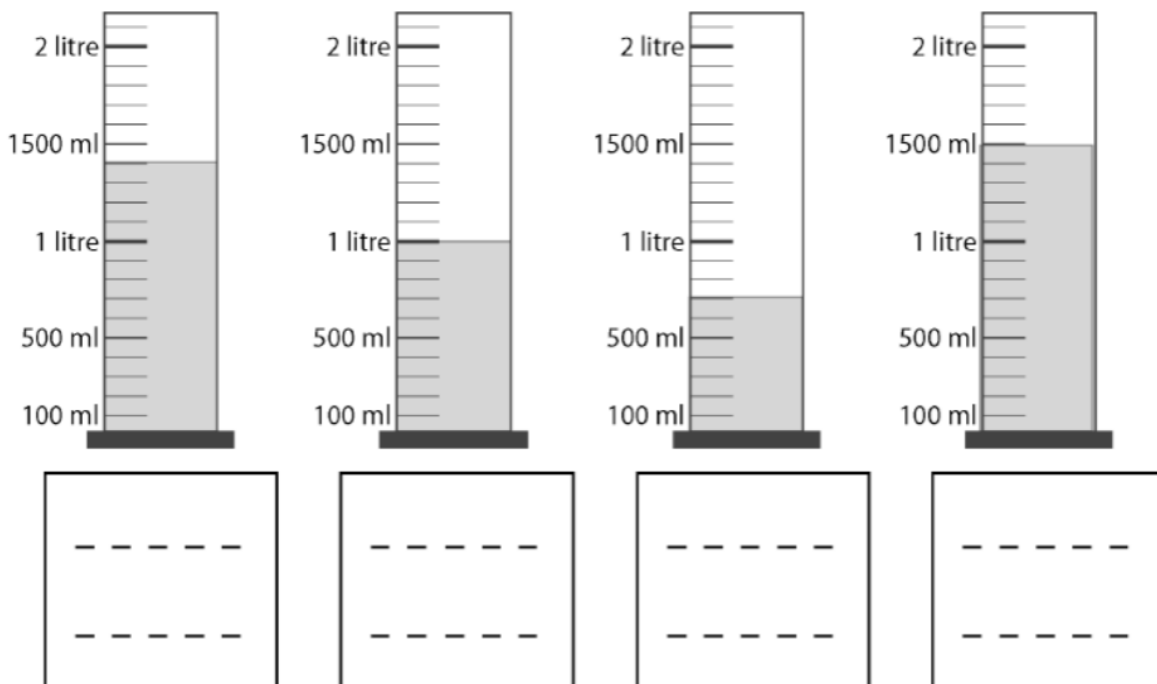 2 litre 2 litre 2 litre 2 litre
1500 ml 1500 ml 1500 ml 1500 ml
1 litre 1 litre 1 litre 1 litre
500 ml 500 ml 500 ml 500 ml
100 ml 100 ml 100 ml 100 ml